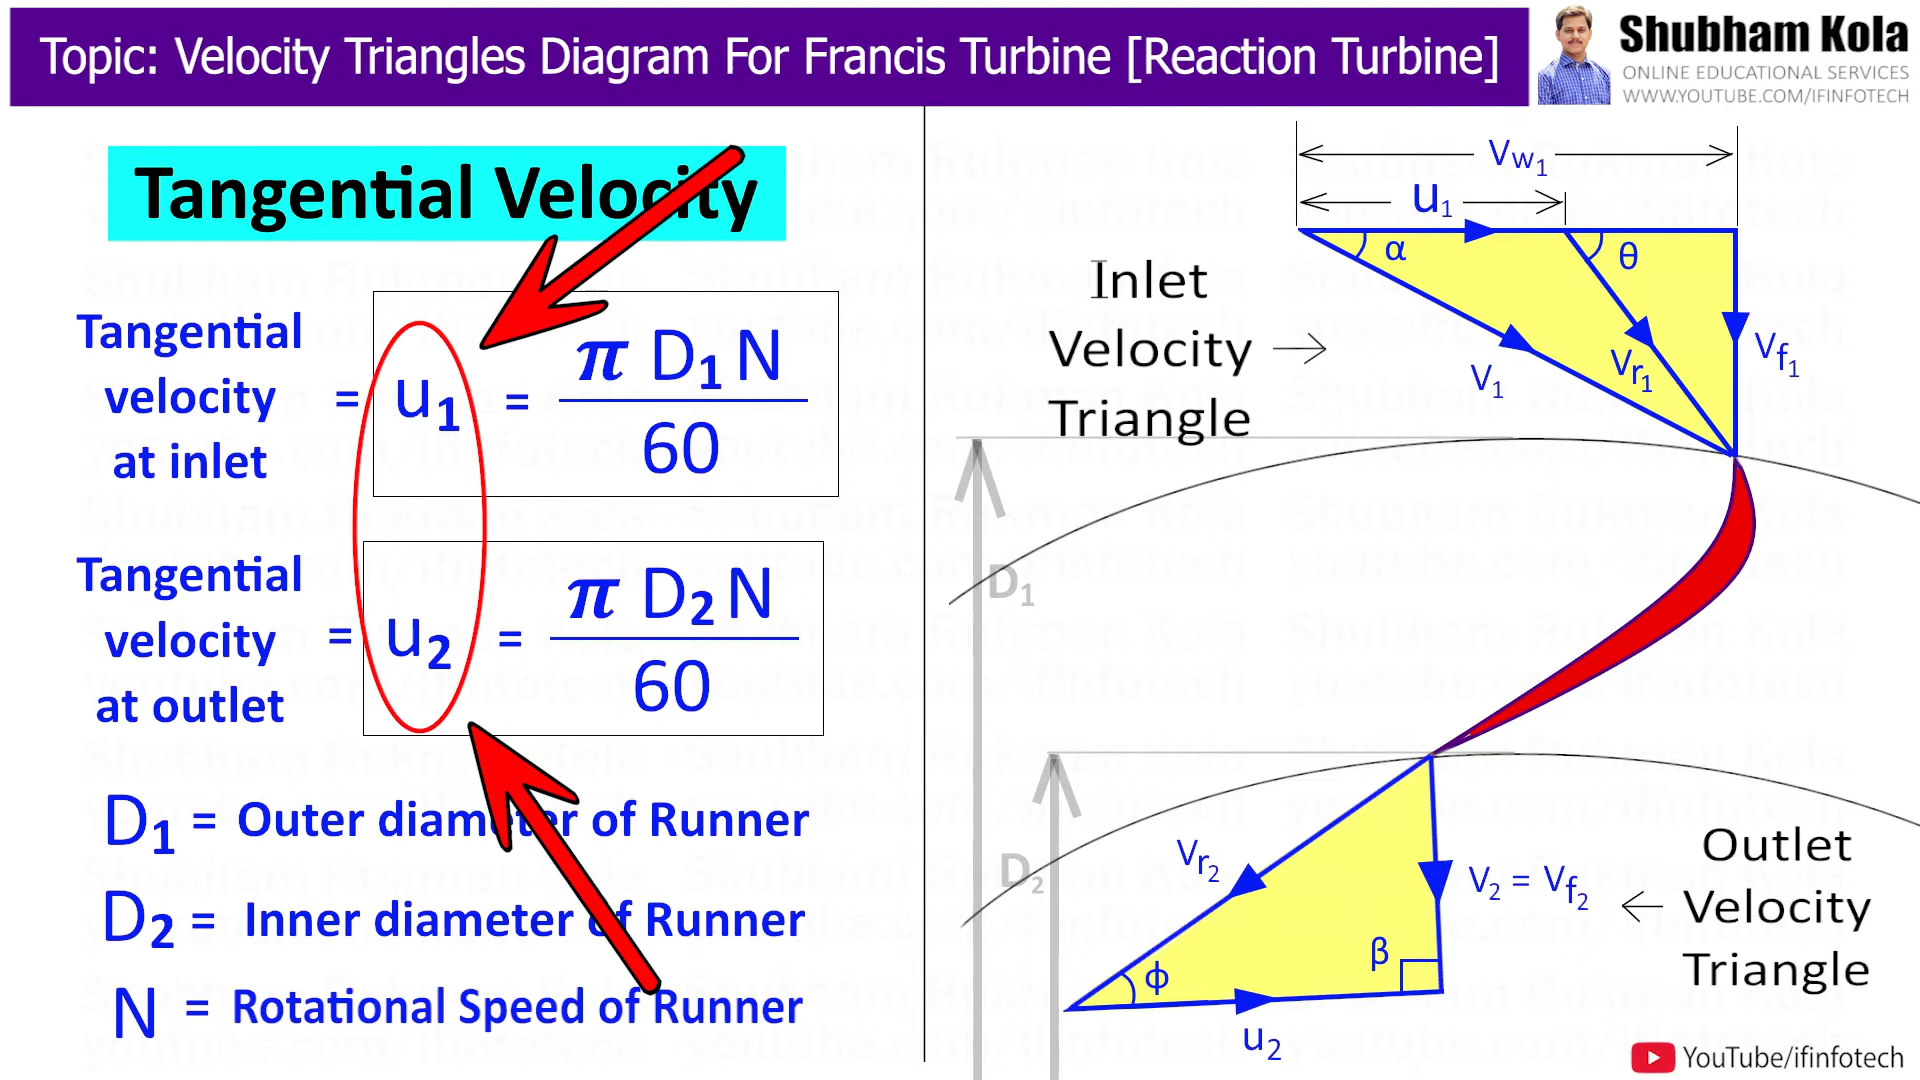 Topic: Velocity Triangles Diagram For Francis Turbine [Reaction Turbine]
Shubham Kola
ONLINE EDUCATIONAL SERVICES
WWW.YOUTUBE.COM/IFINFOTECH
Tangential Velocity
Tangential
velocity
at inlet
= u1 = π D1 N
60
Tangential
velocity
at outlet
= u2 = π D2 N
60
D1 = Outer diameter of Runner
D2 = Inner diameter of Runner
N = Rotational Speed of Runner
Vw1
u1
α
θ
Inlet
Velocity
Triangle
V1
Vr1
Vf1
D1
D2
Vr2
V2 = Vf2
Outlet
Velocity
Triangle
β
ϕ
u2
YouTube/ifinfotech